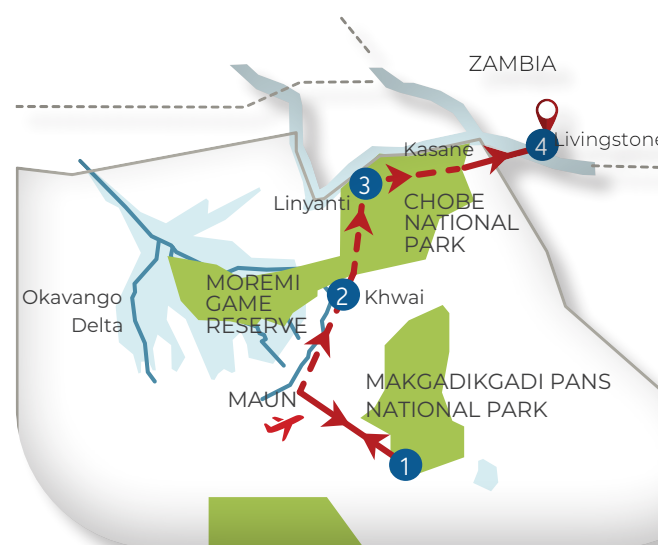 ZAMBIA
Kasane
4
Livingstone
3
Linyanti
CHOBE
NATIONAL
PARK
MOREMI
GAME
RESERVE
Okavango
Delta
2
Khwai
MAUN
MAKGADIKGADI PANS
NATIONAL PARK
1